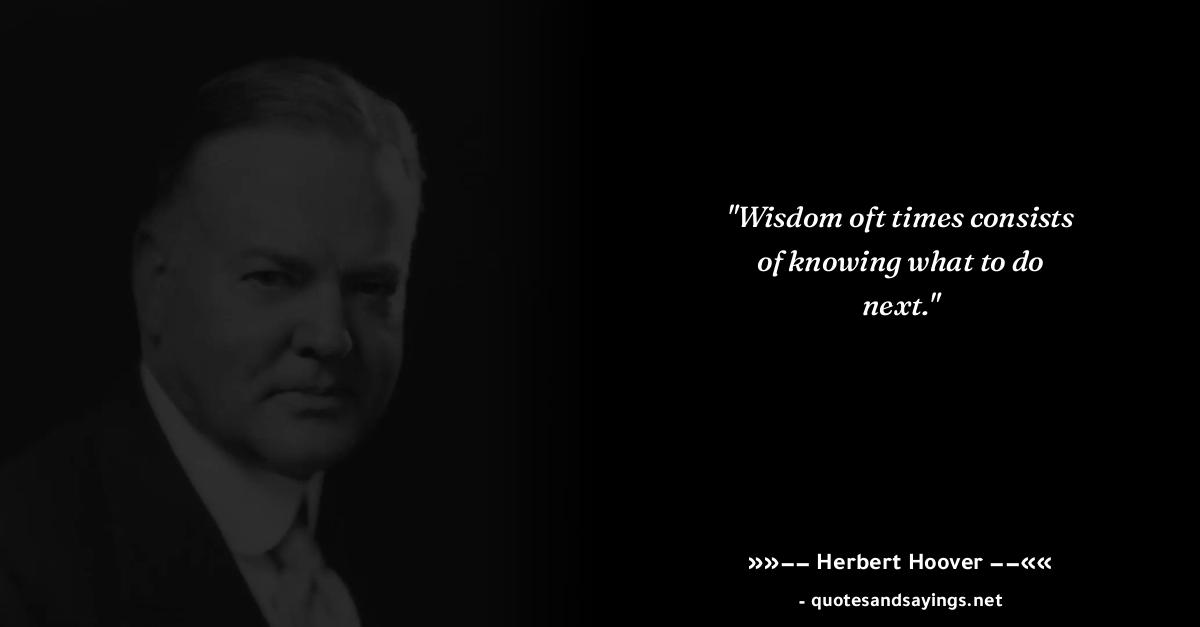 "Wisdom oft times consists
of knowing what to do
next."
»»−− Herbert Hoover −−««
- quotesandsayings.net